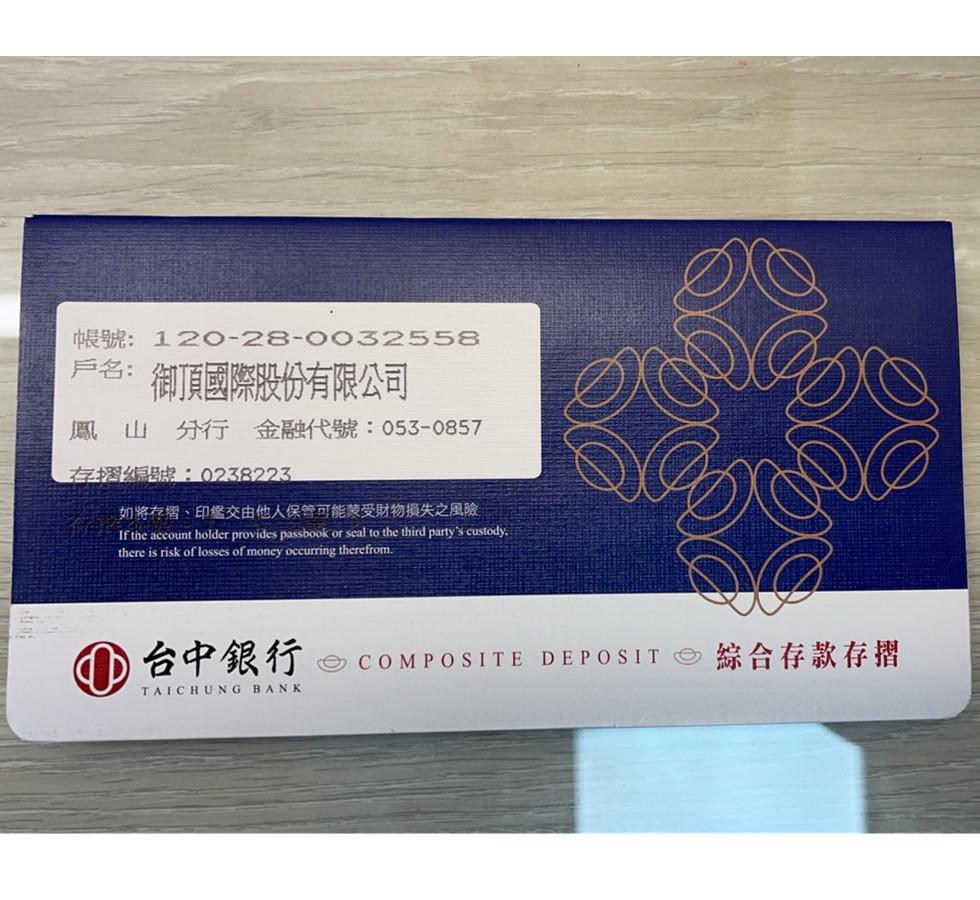 帳號: 120-28-0032558
戶名: 御頂國際股份有限公司
鳳 山 分行 金融代號：053-0857
存摺編號：0238223
如將存摺、印鑑交由他人保管可能蒙受財物損失之風險
If the account holder provides passbook or seal to the third party's custody,
there is risk of losses of money occurring therefrom.
台中銀行 COMPOSITE DEPOSIT 綜合存款存摺
TAICHUNG BANK